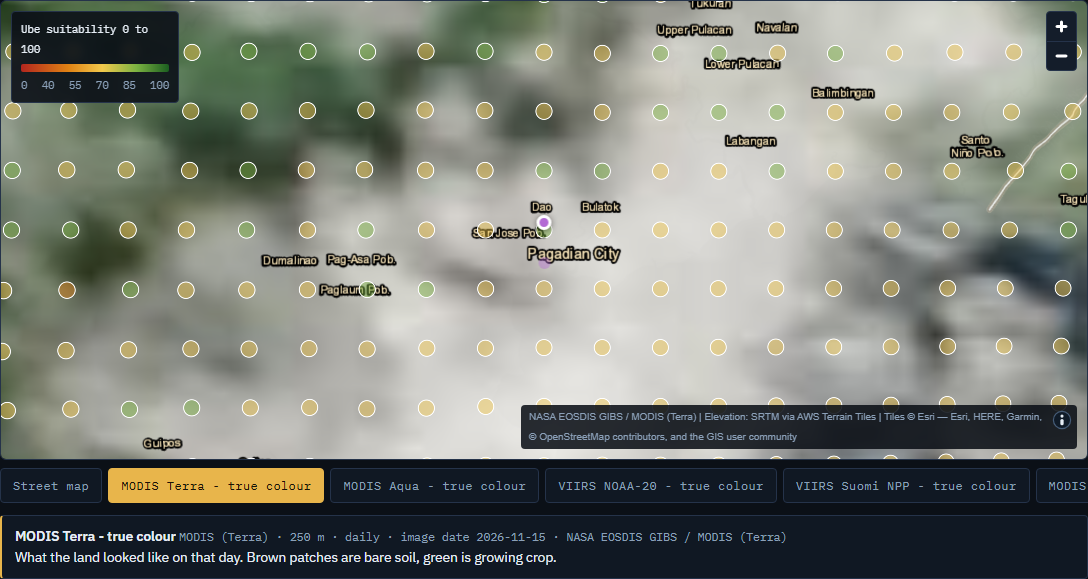 Ube suitability 0 to
100
0 40 55 70 85 100
Tukuran
Upper Pulacan
Navalan
Lower Pulacan
Balimbingan
Labangan
Santo
Niño Pob.
Dao
Bulatok
San Jose Pob.
Pagadian City
Dumalinao
Pag-Asa Pob.
Paglaum Pob.
Guipos
+
−
NASA EOSDIS GIBS / MODIS (Terra) | Elevation: SRTM via AWS Terrain Tiles | Tiles © Esri — Esri, HERE, Garmin,
© OpenStreetMap contributors, and the GIS user community
Street map
MODIS Terra - true colour
MODIS Aqua - true colour
VIIRS NOAA-20 - true colour
VIIRS Suomi NPP - true colour
MODIS
MODIS Terra - true colour MODIS (Terra) · 250 m · daily · image date 2026-11-15 · NASA EOSDIS GIBS / MODIS (Terra)
What the land looked like on that day. Brown patches are bare soil, green is growing crop.